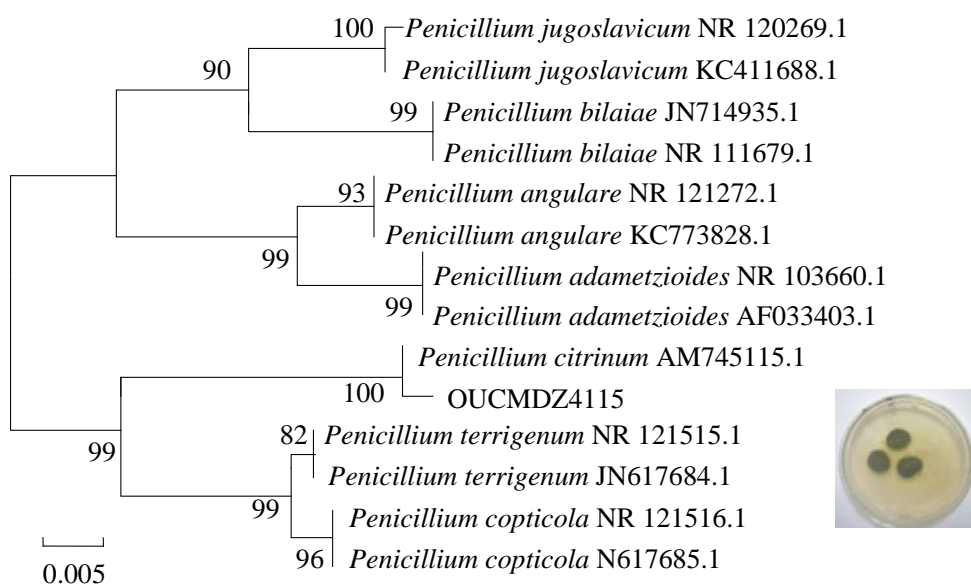 100
Penicillium jugoslavicum NR 120269.1
Penicillium jugoslavicum KC411688.1
90
99
Penicillium bilaiae JN714935.1
Penicillium bilaiae NR 111679.1
93
Penicillium angulare NR 121272.1
Penicillium angulare KC773828.1
99
Penicillium adametzioides NR 103660.1
99
Penicillium adametzioides AF033403.1
Penicillium citrinum AM745115.1
100
OUCMDZ4115
82
Penicillium terrigenum NR 121515.1
99
Penicillium terrigenum JN617684.1
99
Penicillium copticola NR 121516.1
96
Penicillium copticola N617685.1
0.005